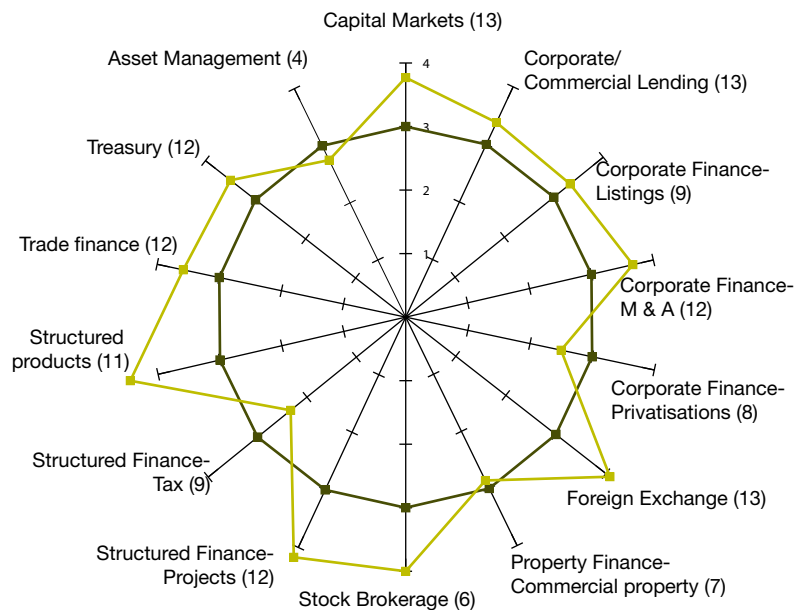 Capital Markets (13)
Corporate/
Commercial Lending (13)
Corporate Finance-
Listings (9)
Corporate Finance-
M & A (12)
Corporate Finance-
Privatisations (8)
Foreign Exchange (13)
Property Finance-
Commercial property (7)
Stock Brokerage (6)
Structured Finance-
Projects (12)
Structured Finance-
Tax (9)
Structured
products (11)
Trade finance (12)
Treasury (12)
Asset Management (4)
4
3
2
1